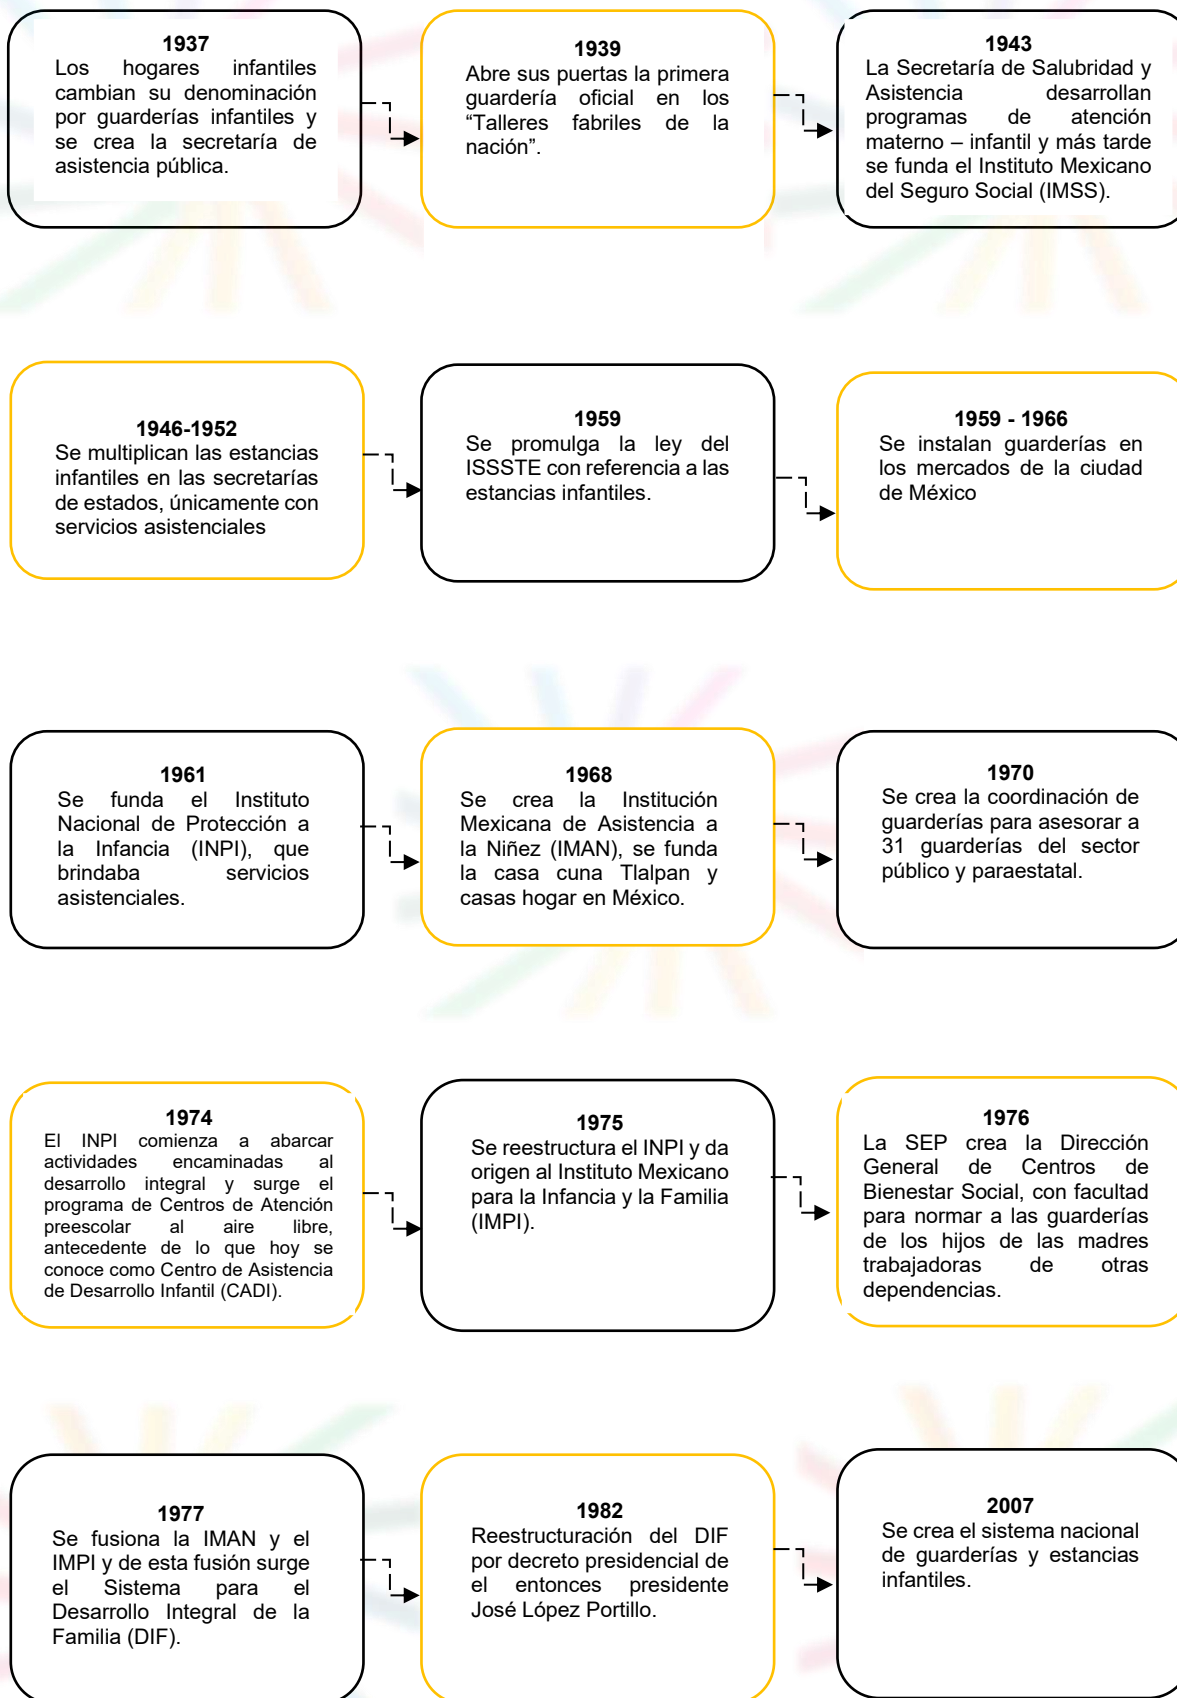 1937
Los hogares infantiles
cambian su denominación
por guarderías infantiles y
se crea la secretaría de
asistencia pública.
1939
Abre sus puertas la primera
guardería oficial en los
“Talleres fabriles de la
nación”.
1943
La Secretaría de Salubridad y
Asistencia desarrollan
programas de atención
materno – infantil y más tarde
se funda el Instituto Mexicano
del Seguro Social (IMSS).
1946-1952
Se multiplican las estancias
infantiles en las secretarías
de estados, únicamente con
servicios asistenciales
1959
Se promulga la ley del
ISSSTE con referencia a las
estancias infantiles.
1959 - 1966
Se instalan guarderías en
los mercados de la ciudad
de México
1961
Se funda el Instituto
Nacional de Protección a
la Infancia (INPI), que
brindaba servicios
asistenciales.
1968
Se crea la Institución
Mexicana de Asistencia a
la Niñez (IMAN), se funda
la casa cuna Tlalpan y
casas hogar en México.
1970
Se crea la coordinación de
guarderías para asesorar a
31 guarderías del sector
público y paraestatal.
1974
El INPI comienza a abarcar
actividades encaminadas al
desarrollo integral y surge el
programa de Centros de Atención
preescolar al aire libre,
antecedente de lo que hoy se
conoce como Centro de Asistencia
de Desarrollo Infantil (CADI).
1975
Se reestructura el INPI y da
origen al Instituto Mexicano
para la Infancia y la Familia
(IMPI).
1976
La SEP crea la Dirección
General de Centros de
Bienestar Social, con facultad
para normar a las guarderías
de los hijos de las madres
trabajadoras de otras
dependencias.
1977
Se fusiona la IMAN y el
IMPI y de esta fusión surge
el Sistema para el
Desarrollo Integral de la
Familia (DIF).
1982
Reestructuración del DIF
por decreto presidencial de
el entonces presidente
José López Portillo.
2007
Se crea el sistema nacional
de guarderías y estancias
infantiles.